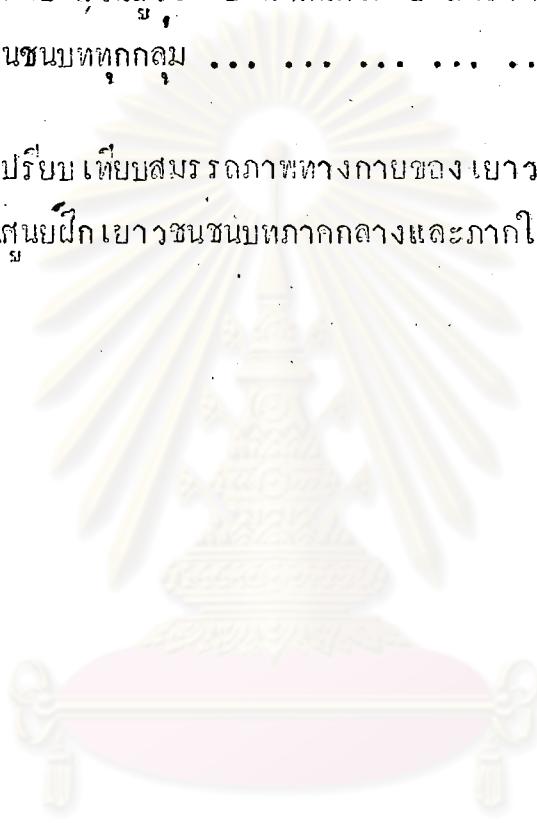 นชนบททุกกลุ่ม ... ... ... ... ..
ปรียบเทียบสมรรถภาพทางกายของเยาว
ศูนย์ฝึกเยาวชนชนบทภาคกลางและภาคใ